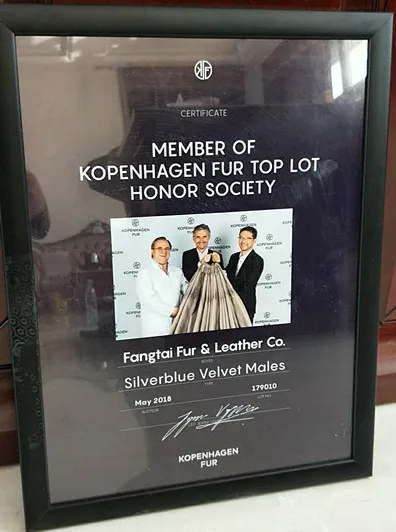 CERTIFICATE
MEMBER OF
KOPENHAGEN FUR TOP LOT
HONOR SOCIETY
KOPENHAGEN
FUR
Fangtai Fur & Leather Co.
BUYER
Silverblue Velvet Males
TYPE
May 2018
179010
AUCTION
LOT NO.
KOPENHAGEN
FUR